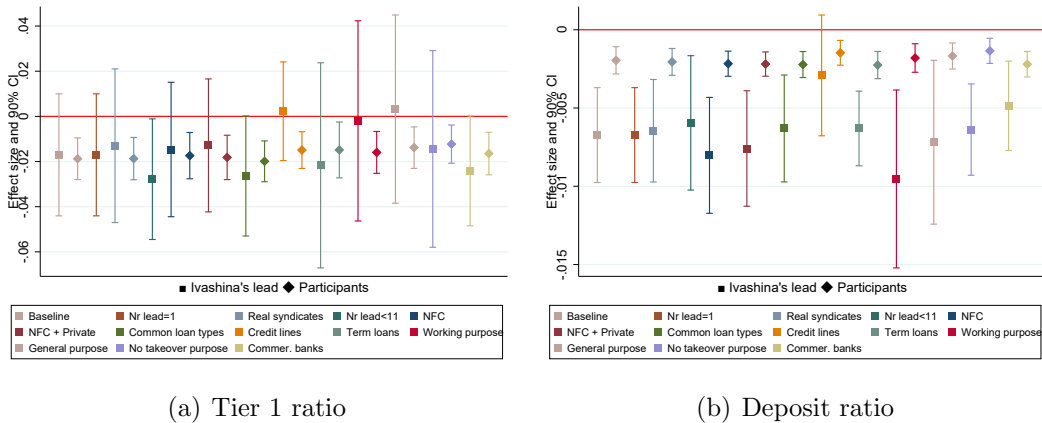 Effect size and 90% CI
.04
.02
0
-.02
-.04
-.06
■ Ivashina's lead ◆ Participants
Baseline Nr lead=1 Real syndicates Nr lead<11 NFC
NFC + Private Common loan types Credit lines Term loans Working purpose
General purpose No takeover purpose Commer. banks
(a) Tier 1 ratio
Effect size and 90% CI
0
-.005
-.01
-.015
■ Ivashina's lead ◆ Participants
Baseline Nr lead=1 Real syndicates Nr lead<11 NFC
NFC + Private Common loan types Credit lines Term loans Working purpose
General purpose No takeover purpose Commer. banks
(b) Deposit ratio